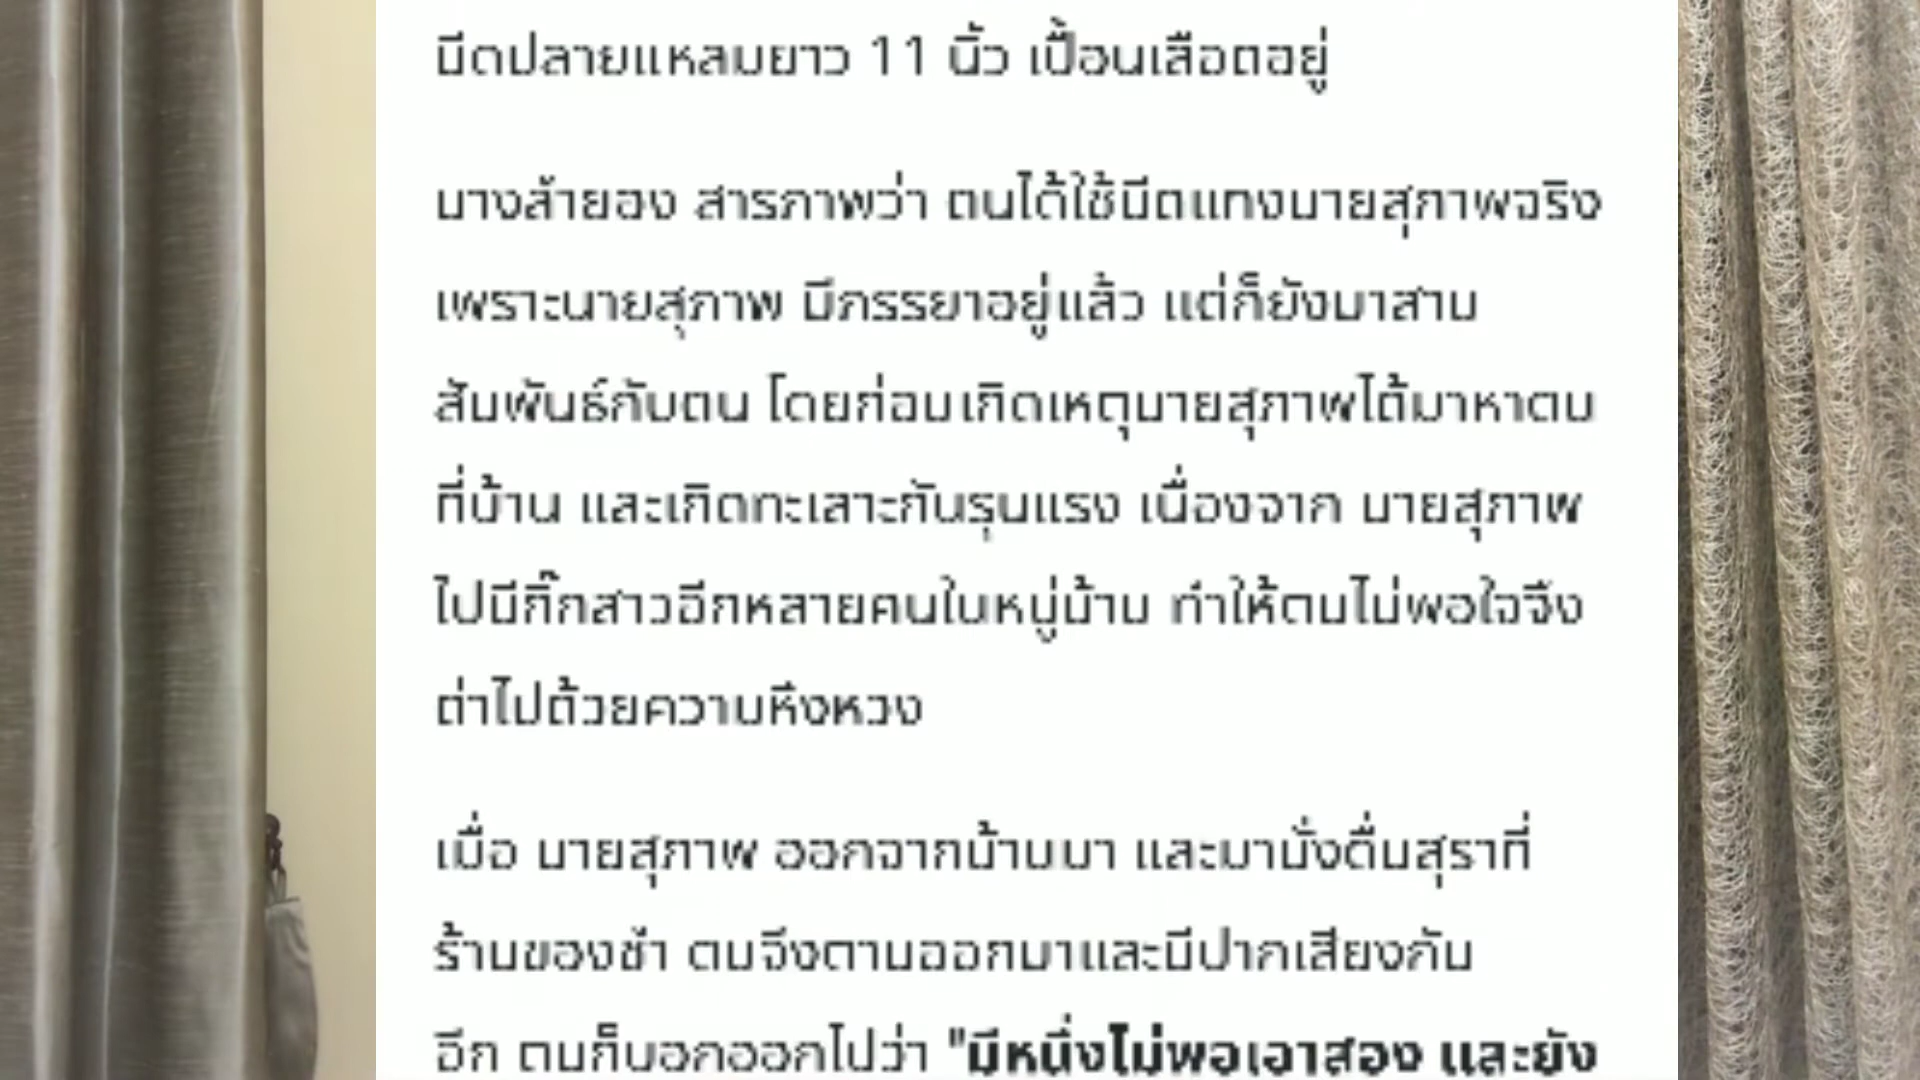 มีดปลายแหลมยาว 11 นิ้ว เปื้อนเลือดอยู่
นางลำยอง สารภาพว่า ตนได้ใช้มีดแทงนายสุภาพจริง
เพราะนายสุภาพ มีภรรยาอยู่แล้ว แต่ก็ยังมาสาน
สัมพันธ์กับตน โดยก่อนเกิดเหตุนายสุภาพได้มาหาตน
ที่บ้าน และเกิดทะเลาะกันรุนแรง เนื่องจาก นายสุภาพ
ไปมีกิ๊กสาวอีกหลายคนในหมู่บ้าน ทำให้ตนไม่พอใจจึง
ด่าไปด้วยความหึงหวง
เมื่อ นายสุภาพ ออกจากบ้านมา และมานั่งดื่มสุราที่
ร้านของชำ ตนจึงตามออกมาและมีปากเสียงกัน
อีก ตนก็บอกออกไปว่า "มีหนึ่งไม่พอเอาสอง และยัง